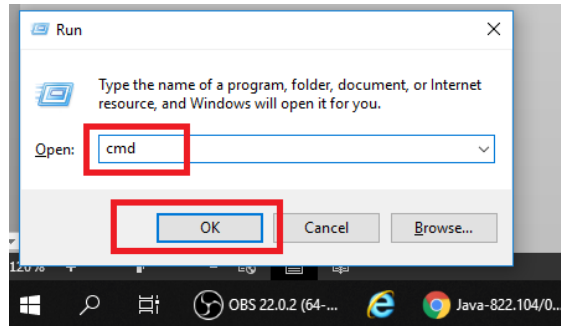 Run
Type the name of a program, folder, document, or Internet
resource, and Windows will open it for you.
Open: cmd
OK Cancel Browse...
OBS 22.0.2 (64-... Java-822.104/0...